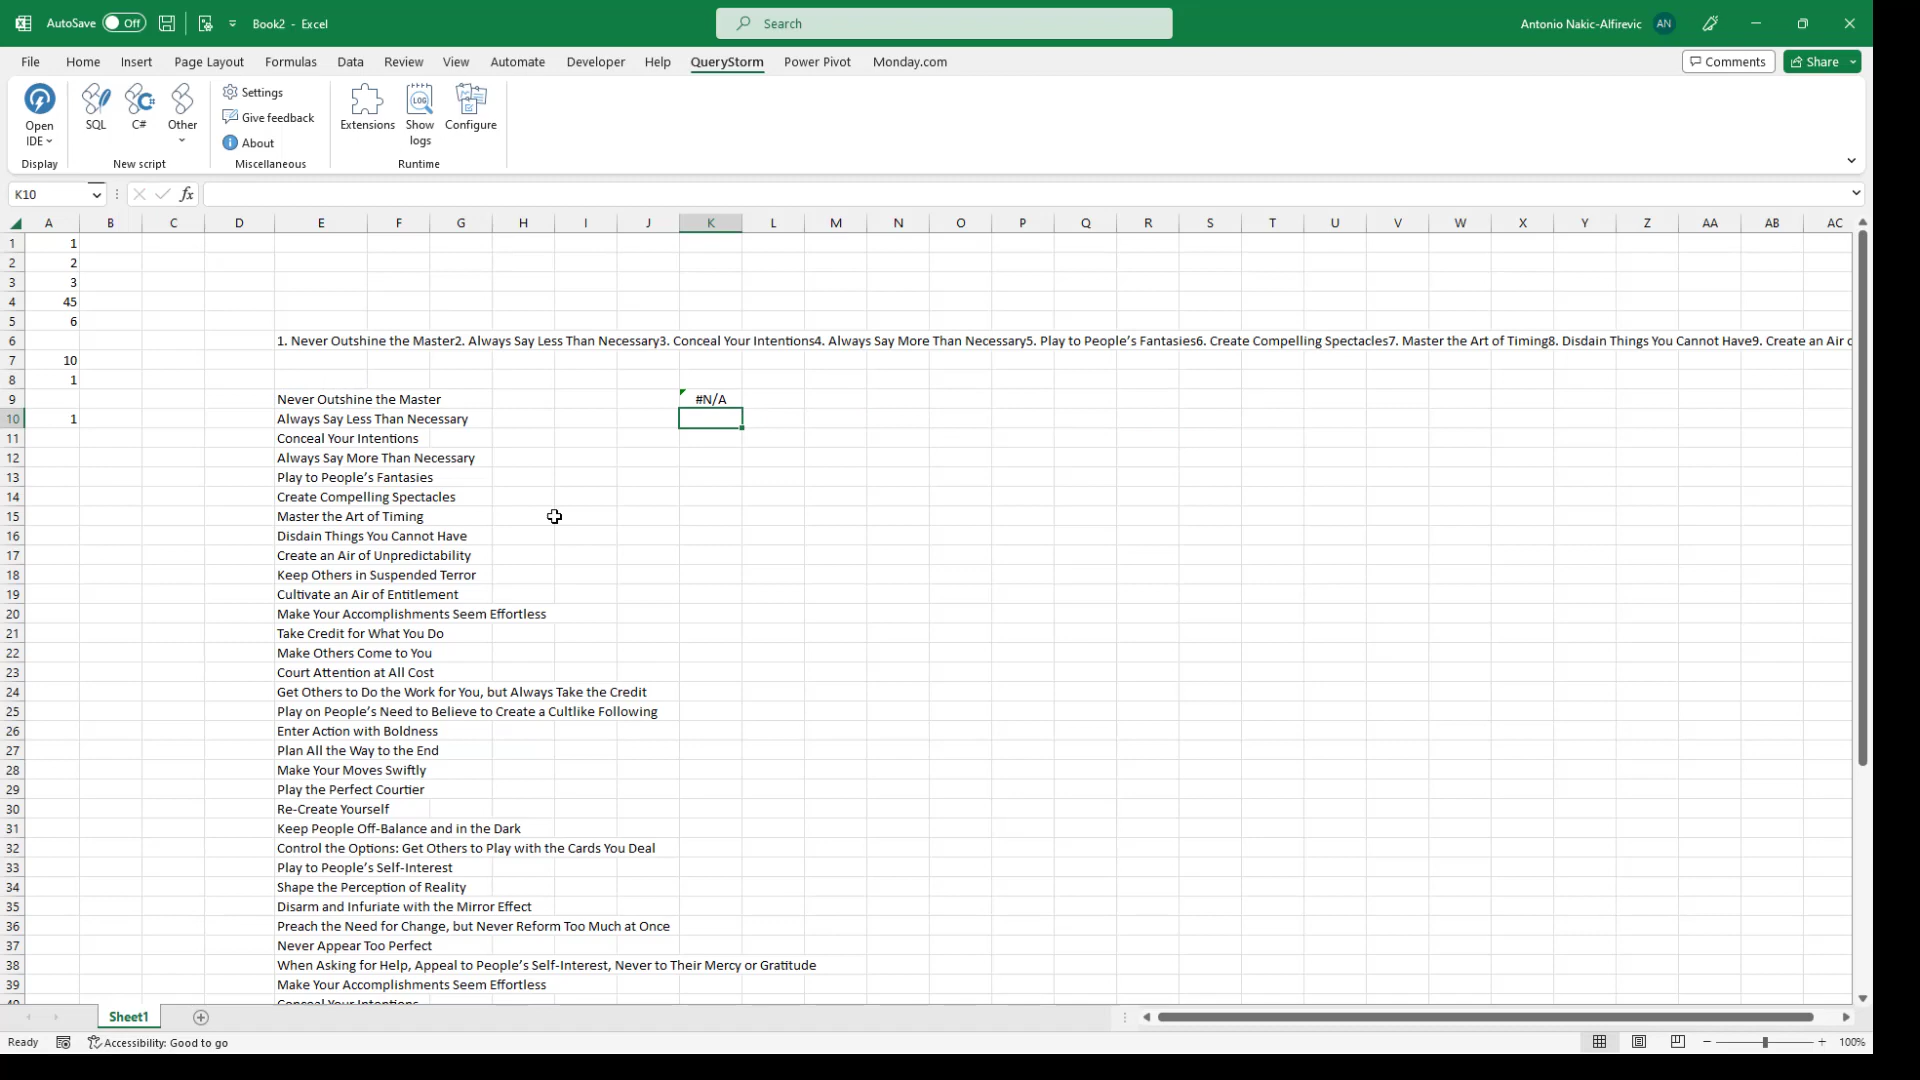 AutoSave Off Book2 - Excel Search Antonio Nakic-Alfirevic AN
File Home Insert Page Layout Formulas Data Review View Automate Developer Help QueryStorm Power Pivot Monday.com Comments Share
Open IDE SQL C# Other Settings Give feedback About Extensions Show logs Configure
Display New script Miscellaneous Runtime
K10 fx
A B C D E F G H I J K L M N O P Q R S T U V W X Y Z AA AB AC
1 1
2 2
3 3
4 45
5 6
6 1. Never Outshine the Master2. Always Say Less Than Necessary3. Conceal Your Intentions4. Always Say More Than Necessary5. Play to People’s Fantasies6. Create Compelling Spectacles7. Master the Art of Timing8. Disdain Things You Cannot Have9. Create an Air
7 10
8 1
9 Never Outshine the Master #N/A
10 1 Always Say Less Than Necessary
11 Conceal Your Intentions
12 Always Say More Than Necessary
13 Play to People’s Fantasies
14 Create Compelling Spectacles
15 Master the Art of Timing
16 Disdain Things You Cannot Have
17 Create an Air of Unpredictability
18 Keep Others in Suspended Terror
19 Cultivate an Air of Entitlement
20 Make Your Accomplishments Seem Effortless
21 Take Credit for What You Do
22 Make Others Come to You
23 Court Attention at All Cost
24 Get Others to Do the Work for You, but Always Take the Credit
25 Play on People’s Need to Believe to Create a Cultlike Following
26 Enter Action with Boldness
27 Plan All the Way to the End
28 Make Your Moves Swiftly
29 Play the Perfect Courtier
30 Re-Create Yourself
31 Keep People Off-Balance and in the Dark
32 Control the Options: Get Others to Play with the Cards You Deal
33 Play to People’s Self-Interest
34 Shape the Perception of Reality
35 Disarm and Infuriate with the Mirror Effect
36 Preach the Need for Change, but Never Reform Too Much at Once
37 Never Appear Too Perfect
38 When Asking for Help, Appeal to People’s Self-Interest, Never to Their Mercy or Gratitude
39 Make Your Accomplishments Seem Effortless
40 Conceal Your Intentions
Sheet1
Ready Accessibility: Good to go 100%